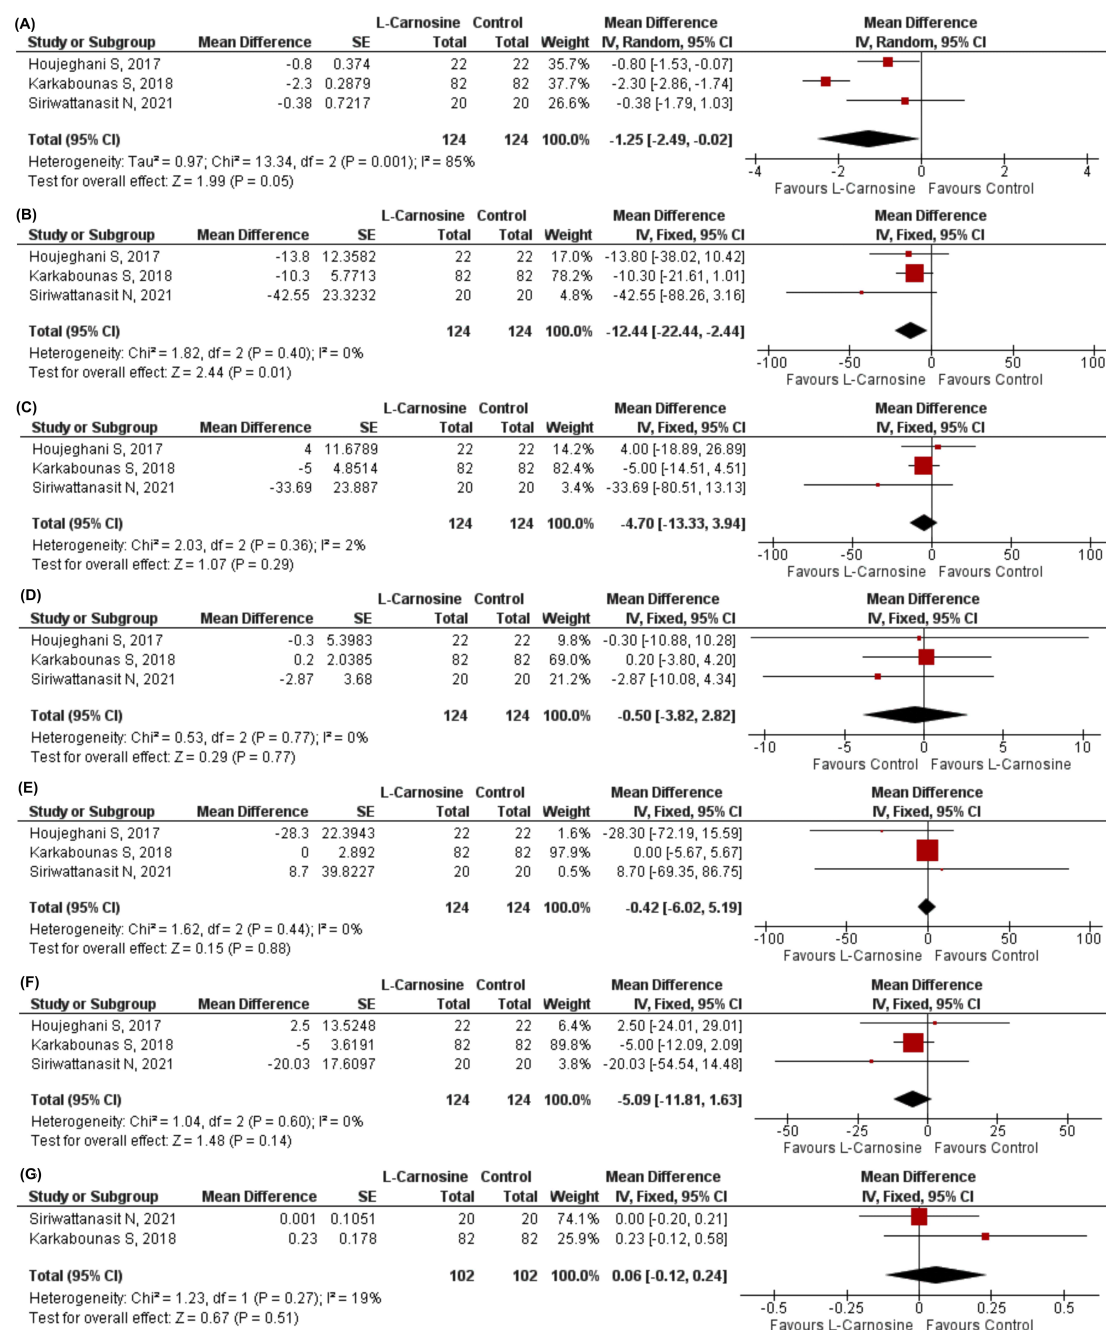 (A)
L-Carnosine Control Mean Difference Mean Difference
Study or Subgroup Mean Difference SE Total Total Weight IV, Random, 95% CI IV, Random, 95% CI
Houjeghani S, 2017 -0.8 0.374 22 22 35.7% -0.80 [-1.53, -0.07]
Karkabounas S, 2018 -2.3 0.2879 82 82 37.7% -2.30 [-2.86, -1.74]
Siriwattanasit N, 2021 -0.38 0.7217 20 20 26.6% -0.38 [-1.79, 1.03]
Total (95% CI) 124 124 100.0% -1.25 [-2.49, -0.02]
Heterogeneity: Tau² = 0.97; Chi² = 13.34, df = 2 (P = 0.001); I² = 85%
Test for overall effect: Z = 1.99 (P = 0.05)
-4 -2 0 2 4
Favours L-Carnosine Favours Control
(B)
L-Carnosine Control Mean Difference Mean Difference
Study or Subgroup Mean Difference SE Total Total Weight IV, Fixed, 95% CI IV, Fixed, 95% CI
Houjeghani S, 2017 -13.8 12.3582 22 22 17.0% -13.80 [-38.02, 10.42]
Karkabounas S, 2018 -10.3 5.7713 82 82 78.2% -10.30 [-21.61, 1.01]
Siriwattanasit N, 2021 -42.55 23.3232 20 20 4.8% -42.55 [-88.26, 3.16]
Total (95% CI) 124 124 100.0% -12.44 [-22.44, -2.44]
Heterogeneity: Chi² = 1.82, df = 2 (P = 0.40); I² = 0%
Test for overall effect: Z = 2.44 (P = 0.01)
-100 -50 0 50 100
Favours L-Carnosine Favours Control
(C)
L-Carnosine Control Mean Difference Mean Difference
Study or Subgroup Mean Difference SE Total Total Weight IV, Fixed, 95% CI IV, Fixed, 95% CI
Houjeghani S, 2017 4 11.6789 22 22 14.2% 4.00 [-18.89, 26.89]
Karkabounas S, 2018 -5 4.8514 82 82 82.4% -5.00 [-14.51, 4.51]
Siriwattanasit N, 2021 -33.69 23.887 20 20 3.4% -33.69 [-80.51, 13.13]
Total (95% CI) 124 124 100.0% -4.70 [-13.33, 3.94]
Heterogeneity: Chi² = 2.03, df = 2 (P = 0.36); I² = 2%
Test for overall effect: Z = 1.07 (P = 0.29)
-100 -50 0 50 100
Favours L-Carnosine Favours Control
(D)
L-Carnosine Control Mean Difference Mean Difference
Study or Subgroup Mean Difference SE Total Total Weight IV, Fixed, 95% CI IV, Fixed, 95% CI
Houjeghani S, 2017 -0.3 5.3983 22 22 9.8% -0.30 [-10.88, 10.28]
Karkabounas S, 2018 0.2 2.0385 82 82 69.0% 0.20 [-3.80, 4.20]
Siriwattanasit N, 2021 -2.87 3.68 20 20 21.2% -2.87 [-10.08, 4.34]
Total (95% CI) 124 124 100.0% -0.50 [-3.82, 2.82]
Heterogeneity: Chi² = 0.53, df = 2 (P = 0.77); I² = 0%
Test for overall effect: Z = 0.29 (P = 0.77)
-10 -5 0 5 10
Favours Control Favours L-Carnosine
(E)
L-Carnosine Control Mean Difference Mean Difference
Study or Subgroup Mean Difference SE Total Total Weight IV, Fixed, 95% CI IV, Fixed, 95% CI
Houjeghani S, 2017 -28.3 22.3943 22 22 1.6% -28.30 [-72.19, 15.59]
Karkabounas S, 2018 0 2.892 82 82 97.9% 0.00 [-5.67, 5.67]
Siriwattanasit N, 2021 8.7 39.8227 20 20 0.5% 8.70 [-69.35, 86.75]
Total (95% CI) 124 124 100.0% -0.42 [-6.02, 5.19]
Heterogeneity: Chi² = 1.62, df = 2 (P = 0.44); I² = 0%
Test for overall effect: Z = 0.15 (P = 0.88)
-100 -50 0 50 100
Favours L-Carnosine Favours Control
(F)
L-Carnosine Control Mean Difference Mean Difference
Study or Subgroup Mean Difference SE Total Total Weight IV, Fixed, 95% CI IV, Fixed, 95% CI
Houjeghani S, 2017 2.5 13.5248 22 22 6.4% 2.50 [-24.01, 29.01]
Karkabounas S, 2018 -5 3.6191 82 82 89.8% -5.00 [-12.09, 2.09]
Siriwattanasit N, 2021 -20.03 17.6097 20 20 3.8% -20.03 [-54.54, 14.48]
Total (95% CI) 124 124 100.0% -5.09 [-11.81, 1.63]
Heterogeneity: Chi² = 1.04, df = 2 (P = 0.60); I² = 0%
Test for overall effect: Z = 1.48 (P = 0.14)
-50 -25 0 25 50
Favours L-Carnosine Favours Control
(G)
L-Carnosine Control Mean Difference Mean Difference
Study or Subgroup Mean Difference SE Total Total Weight IV, Fixed, 95% CI IV, Fixed, 95% CI
Siriwattanasit N, 2021 0.001 0.1051 20 20 74.1% 0.00 [-0.20, 0.21]
Karkabounas S, 2018 0.23 0.178 82 82 25.9% 0.23 [-0.12, 0.58]
Total (95% CI) 102 102 100.0% 0.06 [-0.12, 0.24]
Heterogeneity: Chi² = 1.23, df = 1 (P = 0.27); I² = 19%
Test for overall effect: Z = 0.67 (P = 0.51)
-0.5 -0.25 0 0.25 0.5
Favours L-Carnosine Favours Control